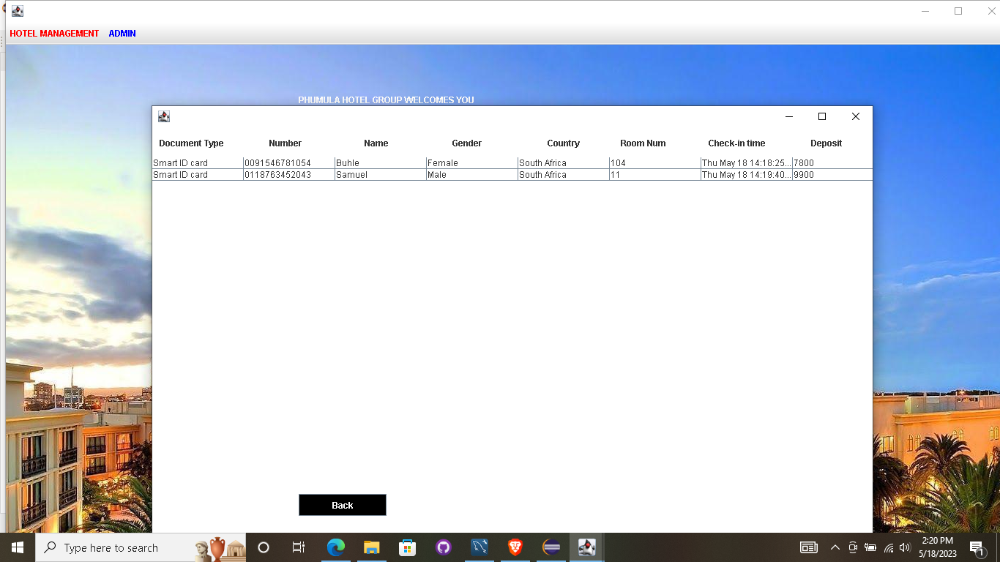 HOTEL MANAGEMENT ADMIN
PHUMULA HOTEL GROUP WELCOMES YOU
Document Type Number Name Gender Country Room Num Check-in time Deposit
Smart ID card 0091546781054 Buhle Female South Africa 104 Thu May 18 14:18:25... 7800
Smart ID card 0118763452043 Samuel Male South Africa 11 Thu May 18 14:19:40... 9900
Back
Type here to search
2:20 PM
5/18/2023
1